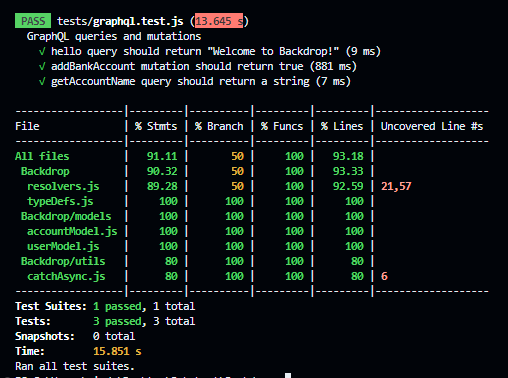 PASS tests/graphql.test.js (13.645 s)
  GraphQL queries and mutations
    √ hello query should return "Welcome to Backdrop!" (9 ms)
    √ addBankAccount mutation should return true (881 ms)
    √ getAccountName query should return a string (7 ms)
------------------|---------|----------|---------|---------|-------------------
File              | % Stmts | % Branch | % Funcs | % Lines | Uncovered Line #s
------------------|---------|----------|---------|---------|-------------------
All files         |   91.11 |       50 |     100 |   93.18 |
 Backdrop         |   90.32 |       50 |     100 |   93.33 |
  resolvers.js    |   89.28 |       50 |     100 |   92.59 | 21,57
  typeDefs.js     |     100 |      100 |     100 |     100 |
 Backdrop/models  |     100 |      100 |     100 |     100 |
  accountModel.js |     100 |      100 |     100 |     100 |
  userModel.js    |     100 |      100 |     100 |     100 |
 Backdrop/utils   |      80 |      100 |     100 |      80 |
  catchAsync.js   |      80 |      100 |     100 |      80 | 6
------------------|---------|----------|---------|---------|-------------------
Test Suites: 1 passed, 1 total
Tests:       3 passed, 3 total
Snapshots:   0 total
Time:        15.851 s
Ran all test suites.